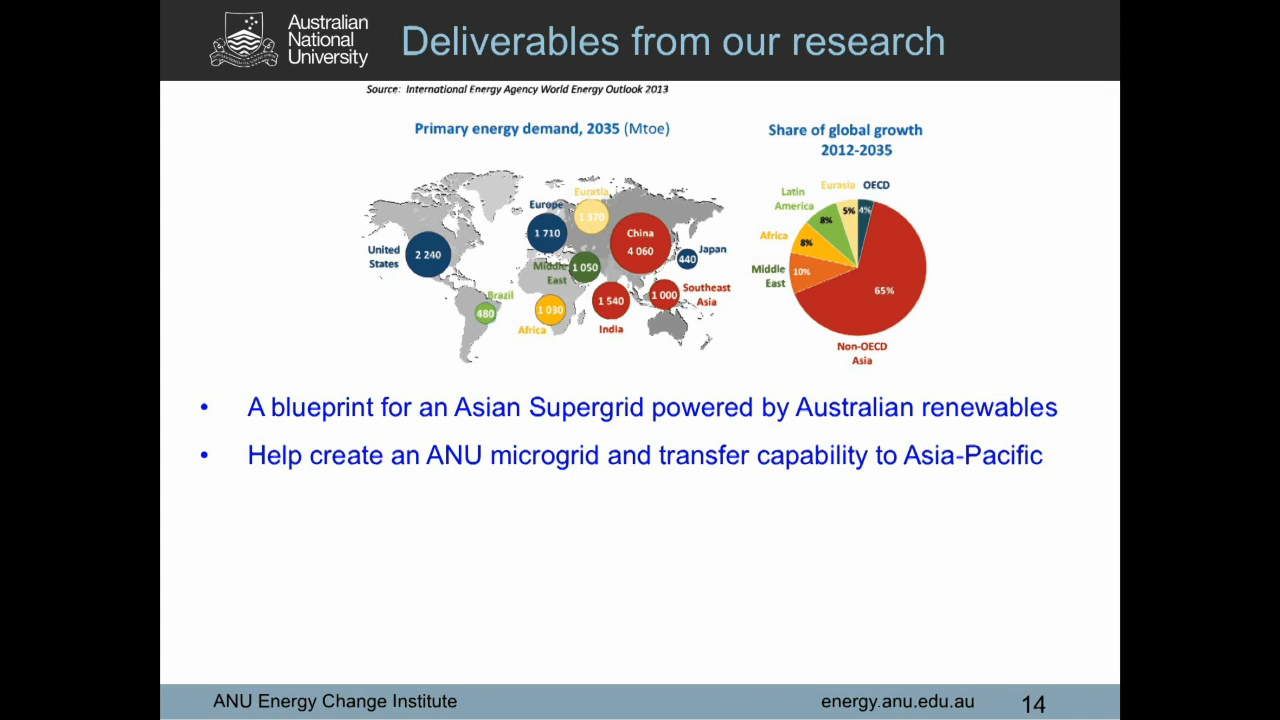 Australian
National
University
Deliverables from our research
Source: International Energy Agency World Energy Outlook 2013
Primary energy demand, 2035 (Mtoe)
Share of global growth
2012-2035
United
States
2 240
Brazil
480
Europe
1 710
Eurasia
1 370
Middle
East
1 050
Africa
1 030
China
4 060
India
1 540
Japan
440
Southeast
Asia
1 000
Latin
America
8%
Eurasia
5%
OECD
4%
Africa
8%
Middle
East
10%
65%
Non-OECD
Asia
• A blueprint for an Asian Supergrid powered by Australian renewables
• Help create an ANU microgrid and transfer capability to Asia-Pacific
ANU Energy Change Institute
energy.anu.edu.au
14